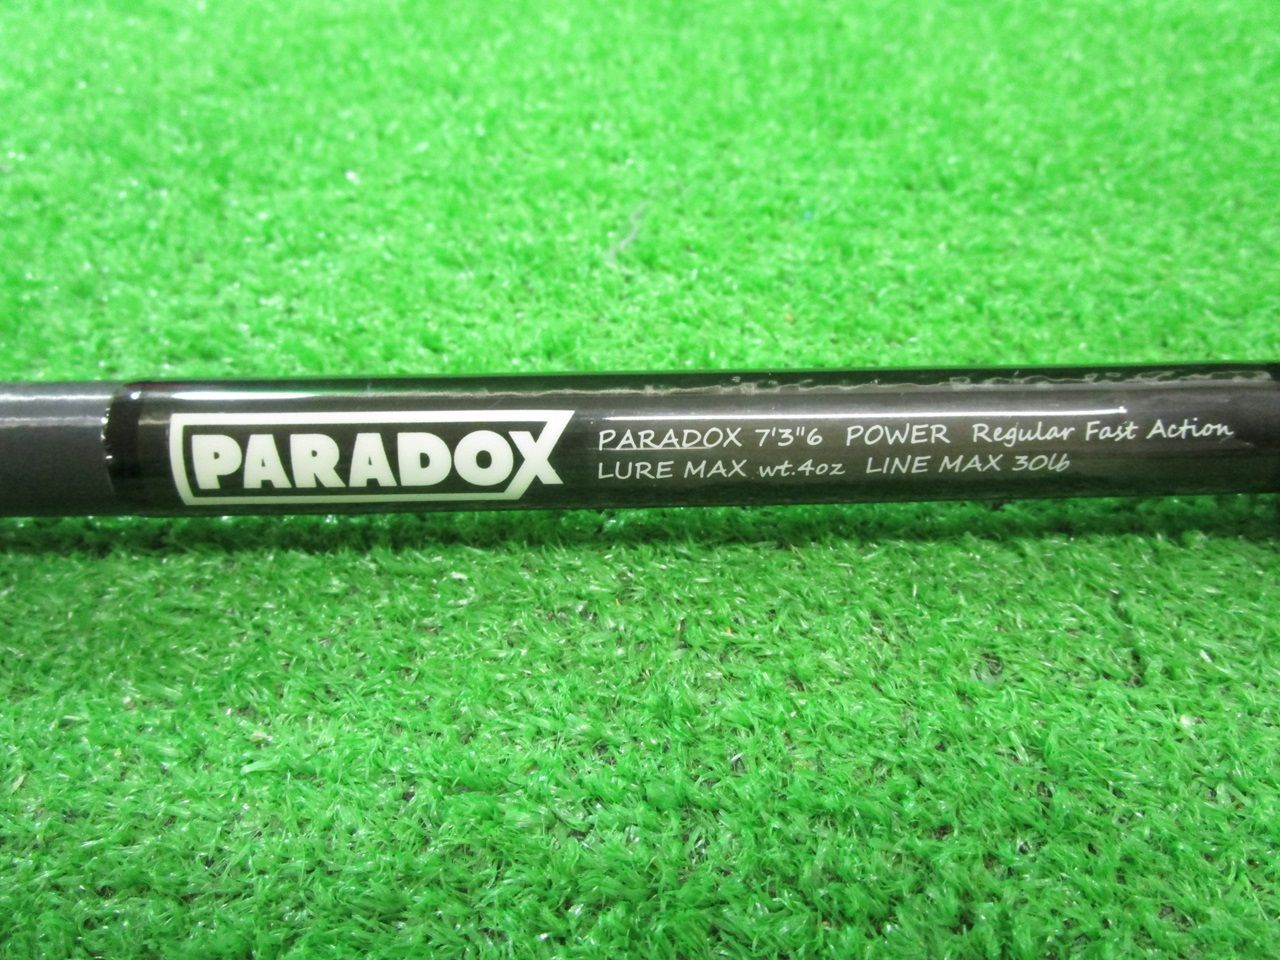 PARADOX
PARADOX 7'3"6 POWER Regular Fast Action
LURE MAX wt.4oz LINE MAX 30lb